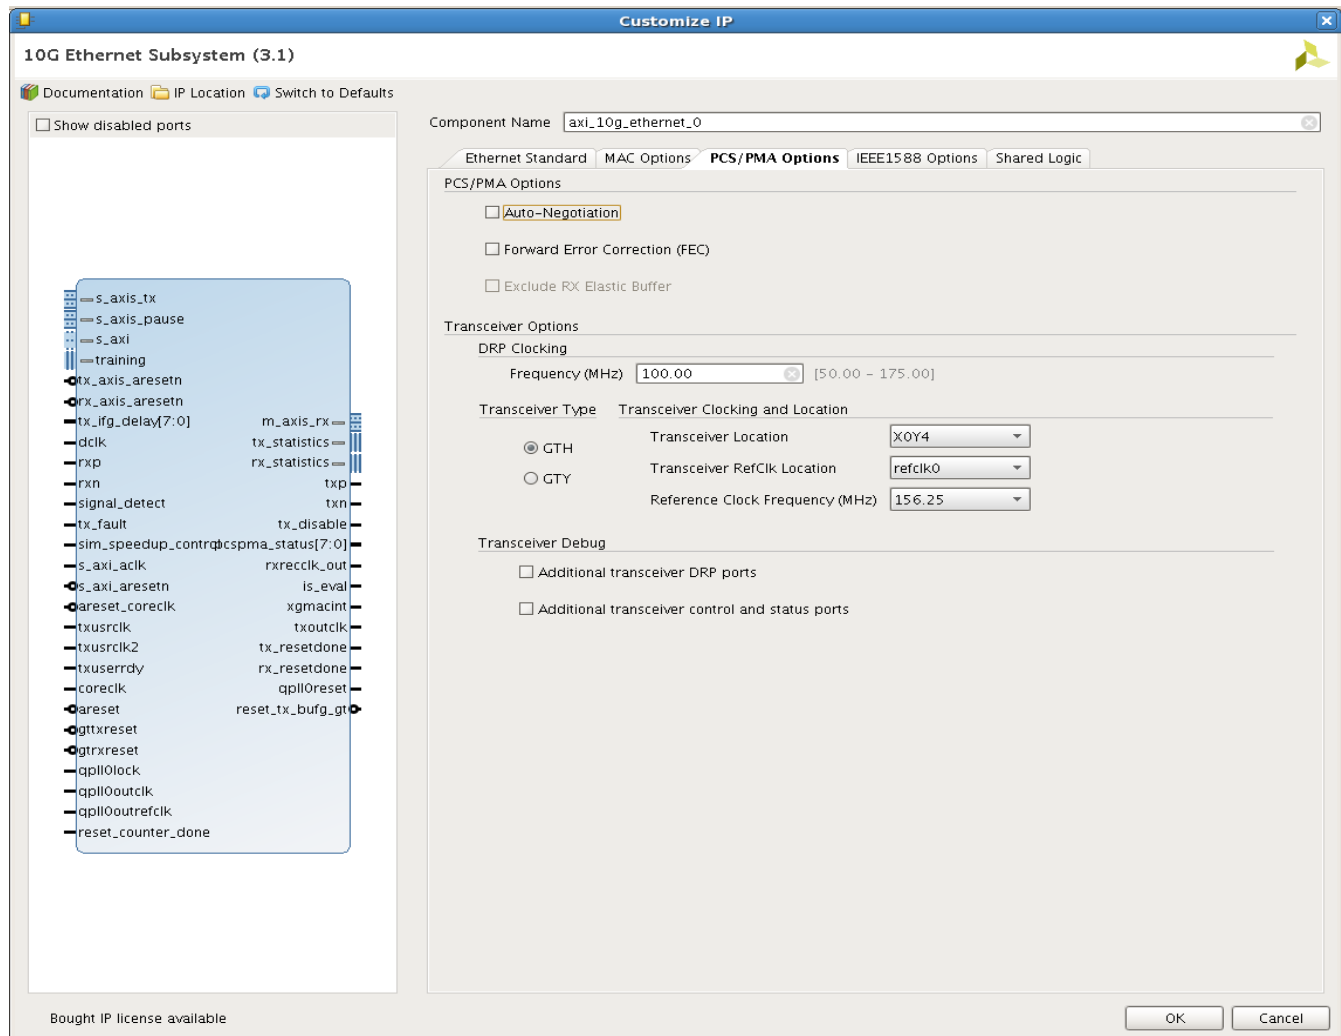 Customize IP
10G Ethernet Subsystem (3.1)
Documentation IP Location Switch to Defaults
Show disabled ports
s_axis_tx
s_axis_pause
s_axi
training
tx_axis_aresetn
rx_axis_aresetn
tx_ifg_delay[7:0] m_axis_rx
dclk tx_statistics
rxp rx_statistics
rxn txp
signal_detect txn
tx_fault tx_disable
sim_speedup_control pcspma_status[7:0]
s_axi_aclk rxrecclk_out
s_axi_aresetn is_eval
areset_coreclk xgmacint
txusrclk txoutclk
txusrclk2 tx_resetdone
txuserrdy rx_resetdone
coreclk qpll0reset
areset reset_tx_bufg_gt
gttxreset
gtrxreset
qpll0lock
qpll0outclk
qpll0outrefclk
reset_counter_done
Component Name axi_10g_ethernet_0
Ethernet Standard MAC Options PCS/PMA Options IEEE1588 Options Shared Logic
PCS/PMA Options
Auto-Negotiation
Forward Error Correction (FEC)
Exclude RX Elastic Buffer
Transceiver Options
DRP Clocking
Frequency (MHz) 100.00 [50.00 - 175.00]
Transceiver Type Transceiver Clocking and Location
GTH
GTY
Transceiver Location X0Y4
Transceiver RefClk Location refclk0
Reference Clock Frequency (MHz) 156.25
Transceiver Debug
Additional transceiver DRP ports
Additional transceiver control and status ports
Bought IP license available
OK Cancel